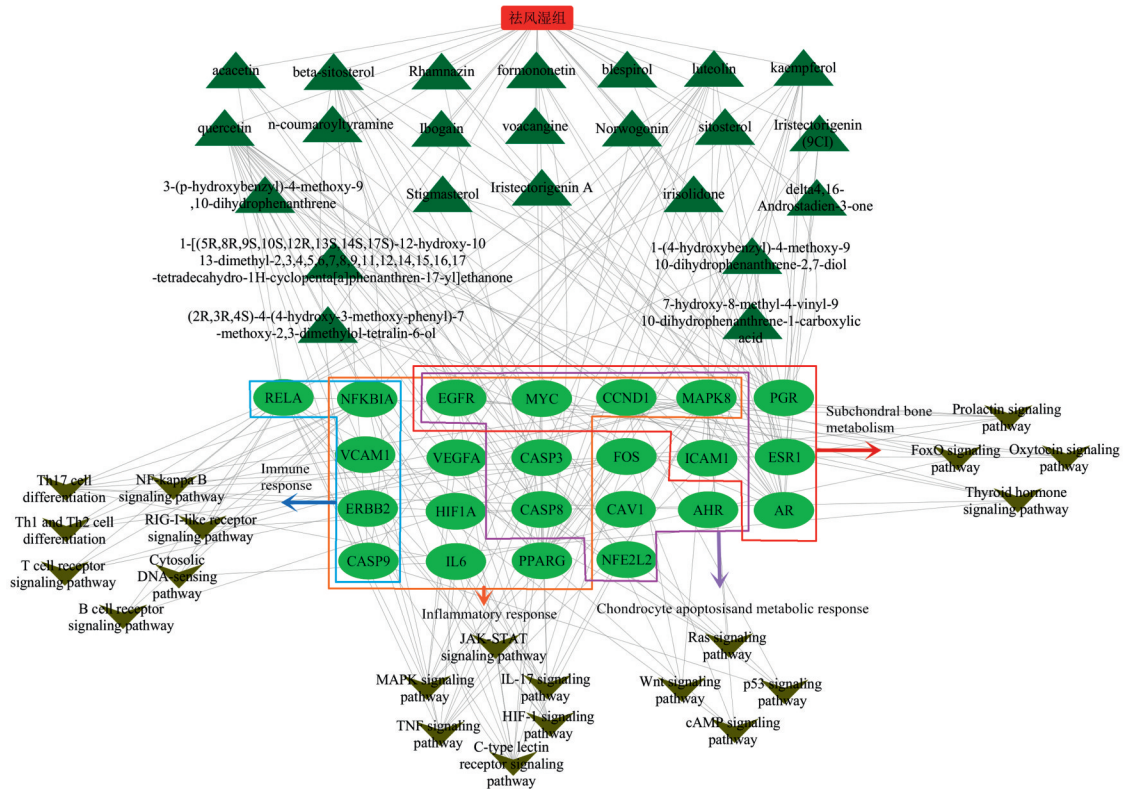 祛风湿组
acacetin
beta-sitosterol
Rhamnazin
formononetin
blespirol
luteolin
kaempferol
quercetin
n-coumaroyltyramine
Ibogain
voacangine
Norwogonin
sitosterol
Iristectorigenin
(9CI)
3-(p-hydroxybenzyl)-4-methoxy-9
,10-dihydrophenanthrene
Stigmasterol
Iristectorigenin A
irisolidone
delta4,16-
Androstadien-3-one
1-[(5R,8R,9S,10S,12R,13S,14S,17S)-12-hydroxy-10
13-dimethyl-2,3,4,5,6,7,8,9,11,12,14,15,16,17
-tetradecahydro-1H-cyclopenta[a]phenanthren-17-yl]ethanone
1-(4-hydroxybenzyl)-4-methoxy-9
10-dihydrophenanthrene-2,7-diol
(2R,3R,4S)-4-(4-hydroxy-3-methoxy-phenyl)-7
-methoxy-2,3-dimethylol-tetralin-6-ol
7-hydroxy-8-methyl-4-vinyl-9
10-dihydrophenanthrene-1-carboxylic
acid
RELA
NFKBIA
EGFR
MYC
CCND1
MAPK8
PGR
VCAM1
VEGFA
CASP3
FOS
ICAM1
ESR1
ERBB2
HIF1A
CASP8
CAV1
AHR
AR
CASP9
IL6
PPARG
NFE2L2
Subchondral bone
metabolism
Prolactin signaling
pathway
FoxO signaling
pathway
Oxytocin signaling
pathway
Thyroid hormone
signaling pathway
Immune
response
Th17 cell
differentiation
NF-kappa B
signaling pathway
Th1 and Th2 cell
differentiation
RIG-I-like receptor
signaling pathway
T cell receptor
signaling pathway
Cytosolic
DNA-sensing
pathway
B cell receptor
signaling pathway
Inflammatory response
JAK-STAT
signaling pathway
MAPK signaling
pathway
IL-17 signaling
pathway
TNF signaling
pathway
HIF-1 signaling
pathway
C-type lectin
receptor signaling
pathway
Chondrocyte apoptosisand metabolic response
Ras signaling
pathway
Wnt signaling
pathway
p53 signaling
pathway
cAMP signaling
pathway